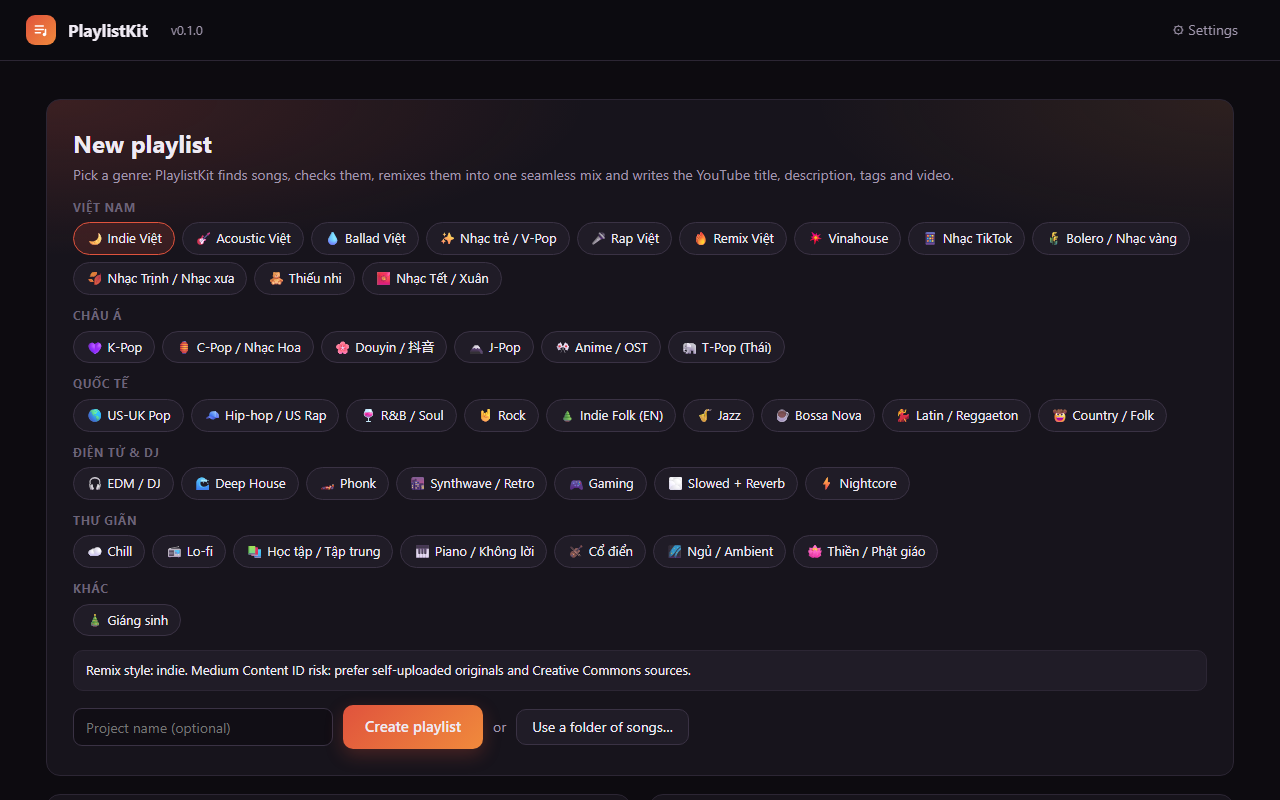 PlaylistKit v0.1.0 ⚙ Settings
New playlist
Pick a genre: PlaylistKit finds songs, checks them, remixes them into one seamless mix and writes the YouTube title, description, tags and video.
VIỆT NAM
🌙 Indie Việt 🎸 Acoustic Việt 💧 Ballad Việt ✨ Nhạc trẻ / V-Pop 🎤 Rap Việt 🔥 Remix Việt 💥 Vinahouse 📱 Nhạc TikTok 🎷 Bolero / Nhạc vàng
🍂 Nhạc Trịnh / Nhạc xưa 🧸 Thiếu nhi 🧧 Nhạc Tết / Xuân
CHÂU Á
💜 K-Pop 🏮 C-Pop / Nhạc Hoa 🌸 Douyin / 抖音 🗻 J-Pop 🎌 Anime / OST 🐘 T-Pop (Thái)
QUỐC TẾ
🌎 US-UK Pop 🧢 Hip-hop / US Rap 🍷 R&B / Soul 🤘 Rock 🌲 Indie Folk (EN) 🎷 Jazz ☕ Bossa Nova 💃 Latin / Reggaeton 🤠 Country / Folk
ĐIỆN TỬ & DJ
🎧 EDM / DJ 🌊 Deep House 🏎️ Phonk 🌆 Synthwave / Retro 🎮 Gaming Slowed + Reverb ⚡ Nightcore
THƯ GIÃN
☁️ Chill 📻 Lo-fi 📚 Học tập / Tập trung 🎹 Piano / Không lời 🎻 Cổ điển 🌌 Ngủ / Ambient 🪷 Thiền / Phật giáo
KHÁC
🎄 Giáng sinh
Remix style: indie. Medium Content ID risk: prefer self-uploaded originals and Creative Commons sources.
Project name (optional) Create playlist or Use a folder of songs...